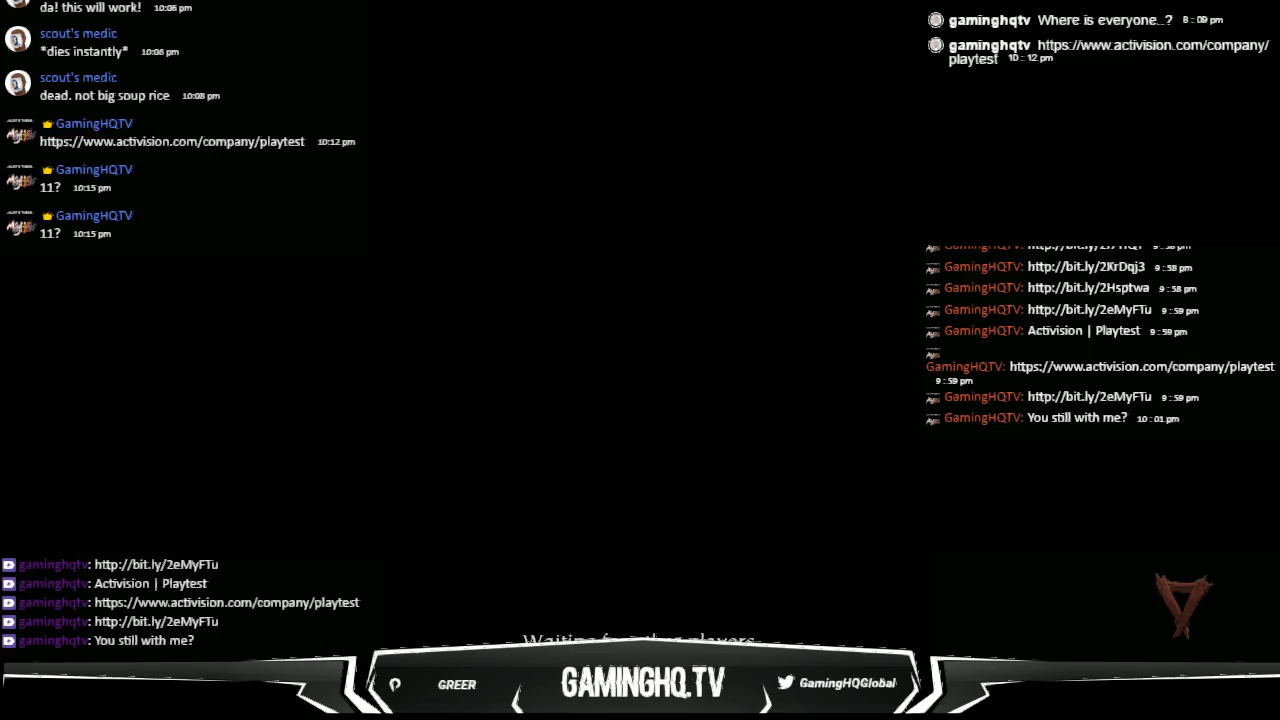 da! this will work! 10:06 pm
scout's medic
*dies instantly* 10:06 pm
scout's medic
dead. not big soup rice 10:08 pm
GamingHQTV
https://www.activision.com/company/playtest 10:12 pm
GamingHQTV
11? 10:15 pm
GamingHQTV
11? 10:15 pm
gaminghqtv Where is everyone..? 8:09 pm
gaminghqtv https://www.activision.com/company/
playtest 10:12 pm
GamingHQTV: http://bit.ly/2KrDqj3 9:58 pm
GamingHQTV: http://bit.ly/2Hsptwa 9:58 pm
GamingHQTV: http://bit.ly/2eMyFTu 9:59 pm
GamingHQTV: Activision | Playtest 9:59 pm
GamingHQTV: https://www.activision.com/company/playtest
9:59 pm
GamingHQTV: http://bit.ly/2eMyFTu 9:59 pm
GamingHQTV: You still with me? 10:01 pm
gaminghqtv: http://bit.ly/2eMyFTu
gaminghqtv: Activision | Playtest
gaminghqtv: https://www.activision.com/company/playtest
gaminghqtv: http://bit.ly/2eMyFTu
gaminghqtv: You still with me?
Waiting for other players
GREER
GAMINGHQ.TV
GamingHQGlobal